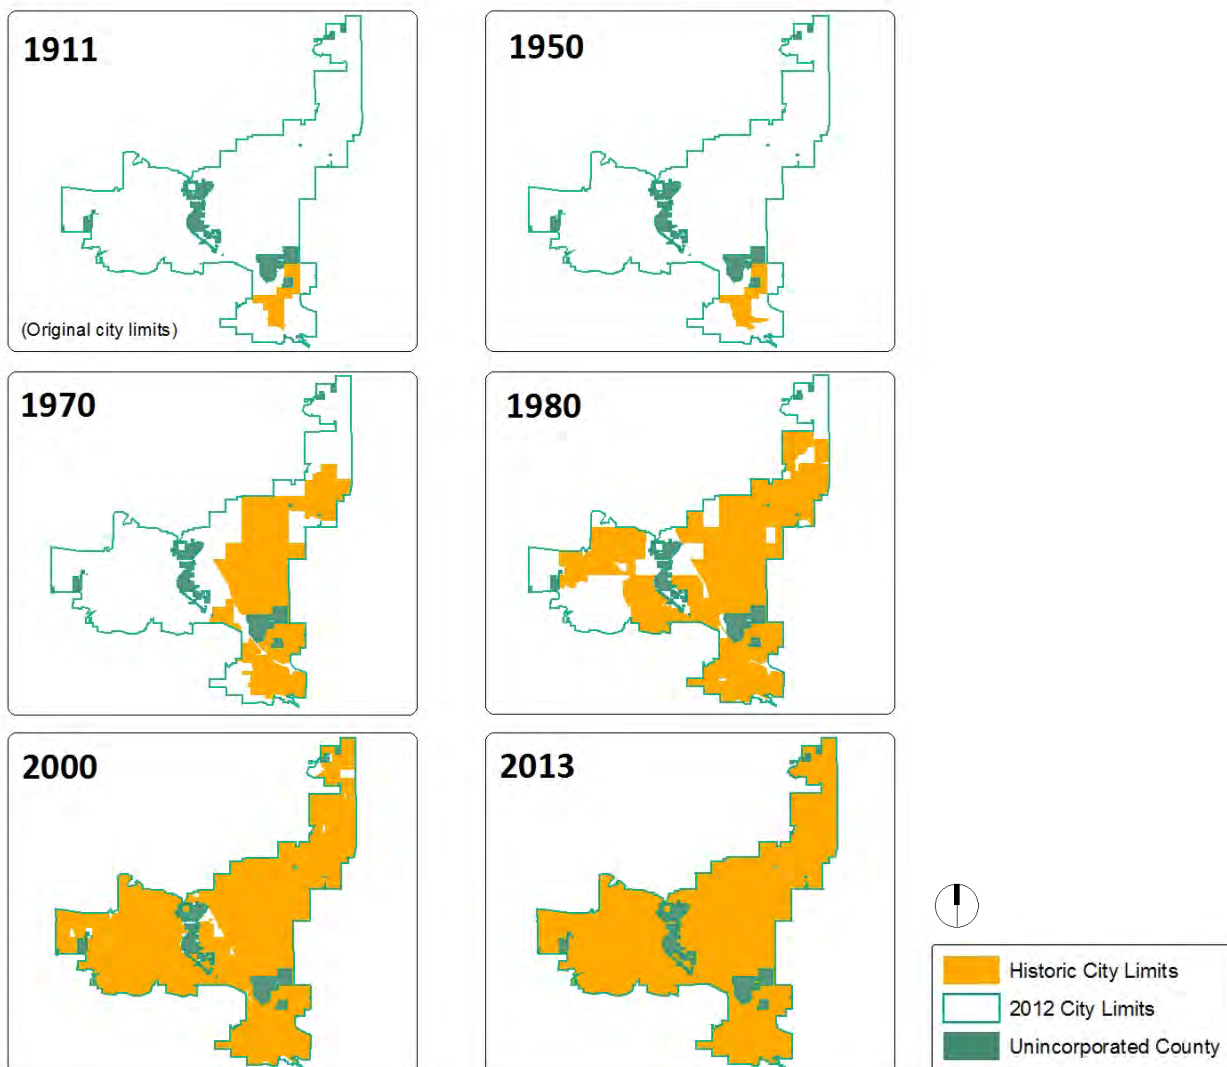 1911
(Original city limits)
1950
1970
1980
2000
2013
Historic City Limits
2012 City Limits
Unincorporated County